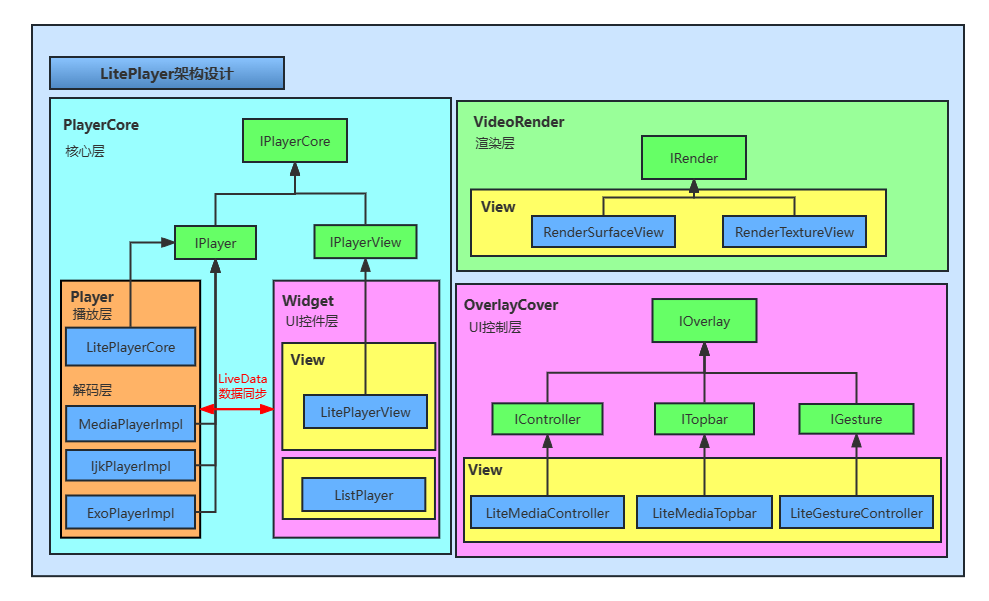 LitePlayer架构设计
PlayerCore
核心层
IPlayerCore
IPlayer
IPlayerView
Player
播放层
LitePlayerCore
解码层
MediaPlayerImpl
IjkPlayerImpl
ExoPlayerImpl
LiveData
数据同步
Widget
UI控件层
View
LitePlayerView
ListPlayer
VideoRender
渲染层
IRender
View
RenderSurfaceView
RenderTextureView
OverlayCover
UI控制层
IOverlay
IController
ITopbar
IGesture
View
LiteMediaController
LiteMediaTopbar
LiteGestureController